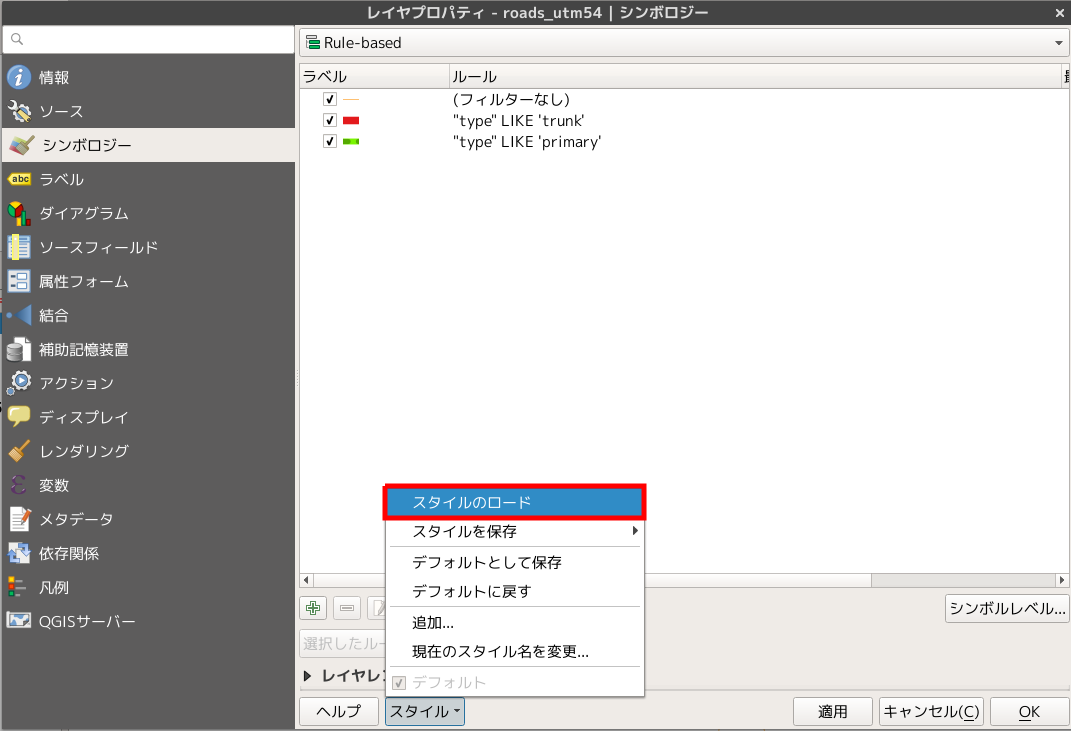 レイヤプロパティ - roads_utm54 | シンボロジー
情報
ソース
シンボロジー
abc ラベル
ダイアグラム
ソースフィールド
属性フォーム
結合
補助記憶装置
アクション
ディスプレイ
レンダリング
変数
メタデータ
依存関係
凡例
QGISサーバー
Rule-based
ラベル ルール
(フィルターなし)
"type" LIKE 'trunk'
"type" LIKE 'primary'
スタイルのロード
スタイルを保存
デフォルトとして保存
デフォルトに戻す
追加...
現在のスタイル名を変更...
デフォルト
シンボルレベル...
選択したルー
レイヤレン
ヘルプ スタイル 適用 キャンセル(C) OK